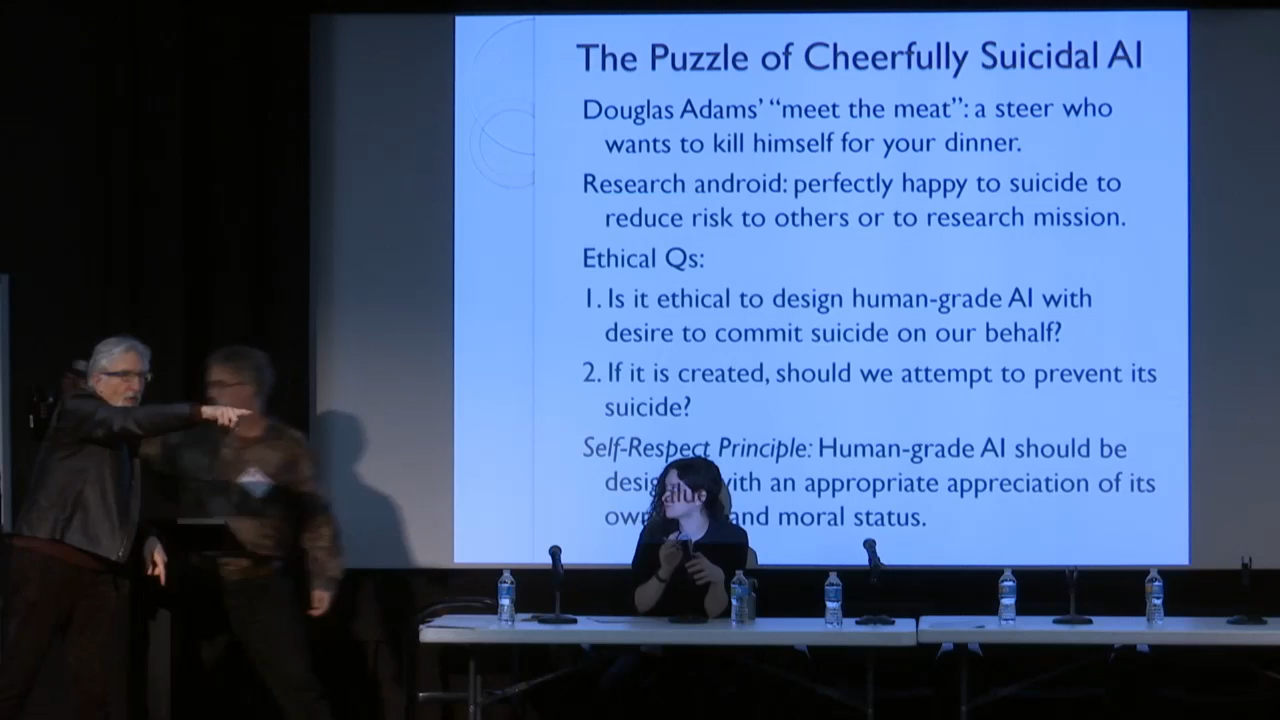 The Puzzle of Cheerfully Suicidal AI
Douglas Adams’ “meet the meat”: a steer who
wants to kill himself for your dinner.
Research android: perfectly happy to suicide to
reduce risk to others or to research mission.
Ethical Qs:
1. Is it ethical to design human-grade AI with
desire to commit suicide on our behalf?
2. If it is created, should we attempt to prevent its
suicide?
Self-Respect Principle: Human-grade AI should be
with an appropriate appreciation of its
own value and moral status.